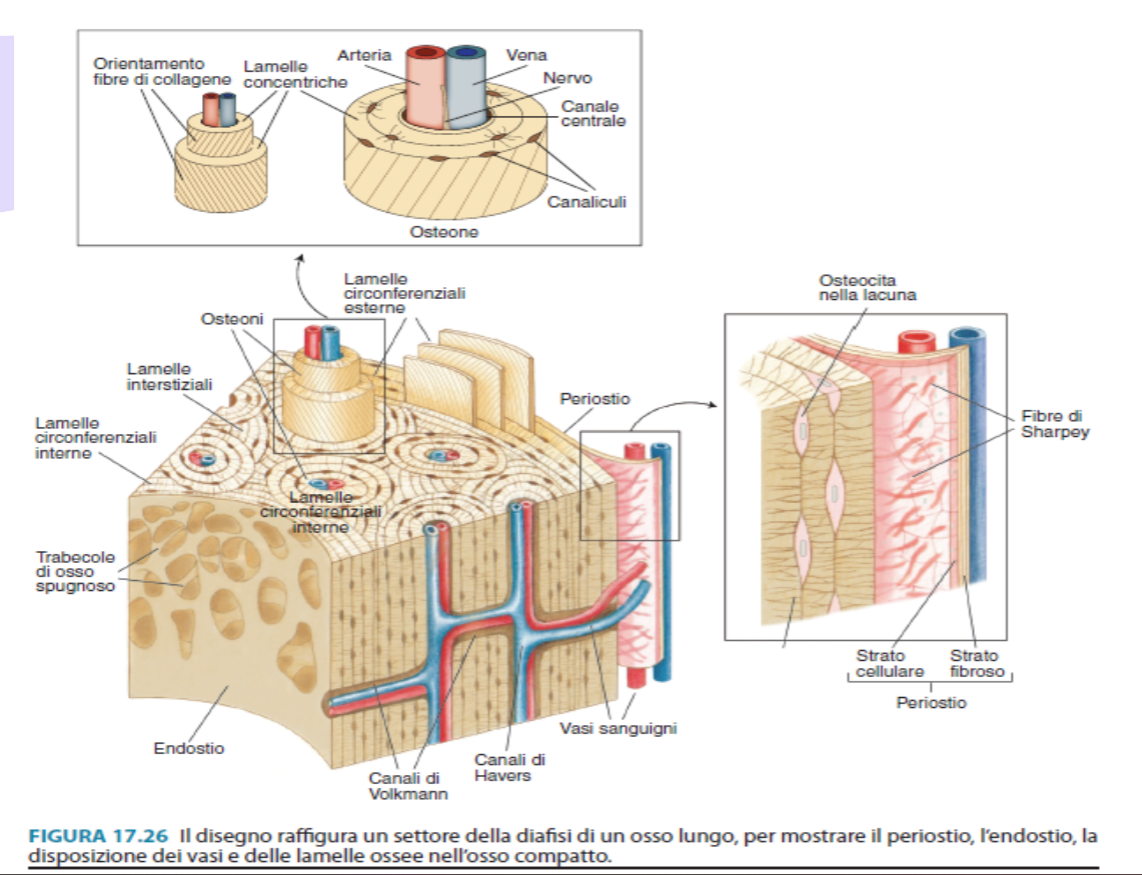 Orientamento
fibre di collagene
Lamelle
concentriche
Arteria
Vena
Nervo
Canale
centrale
Canaliculi
Osteone
Lamelle
circonferenziali
esterne
Osteoni
Lamelle
interstiziali
Lamelle
circonferenziali
interne
Periostio
Lamelle
circonferenziali
interne
Trabecole
di osso
spugnoso
Endostio
Canali di
Volkmann
Canali di
Havers
Vasi sanguigni
Osteocita
nella lacuna
Fibre di
Sharpey
Strato
cellulare
Strato
fibroso
Periostio
FIGURA 17.26 Il disegno raffigura un settore della diafisi di un osso lungo, per mostrare il periostio, l'endostio, la
disposizione dei vasi e delle lamelle ossee nell'osso compatto.